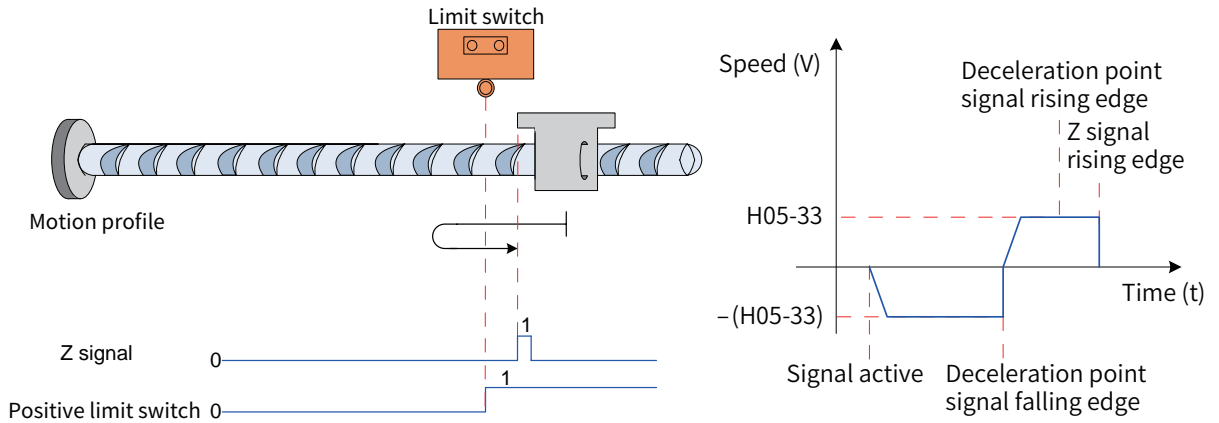 Limit switch
Motion profile
Z signal
0
1
Positive limit switch
0
1
Speed (V)
Deceleration point
signal rising edge
Z signal
rising edge
H05-33
Time (t)
–(H05-33)
Signal active
Deceleration point
signal falling edge